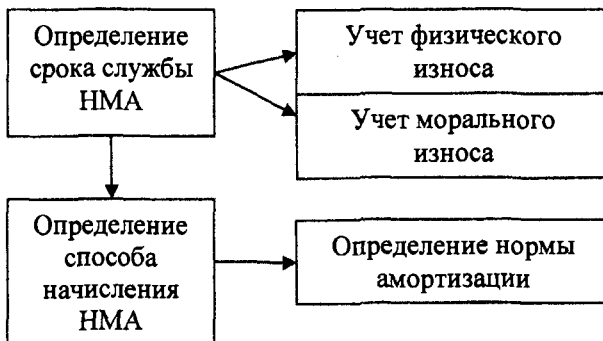 Определение
срока службы
НМА
Учет физического
износа
Учет морального
износа
Определение
способа
начисления
НМА
Определение нормы
амортизации